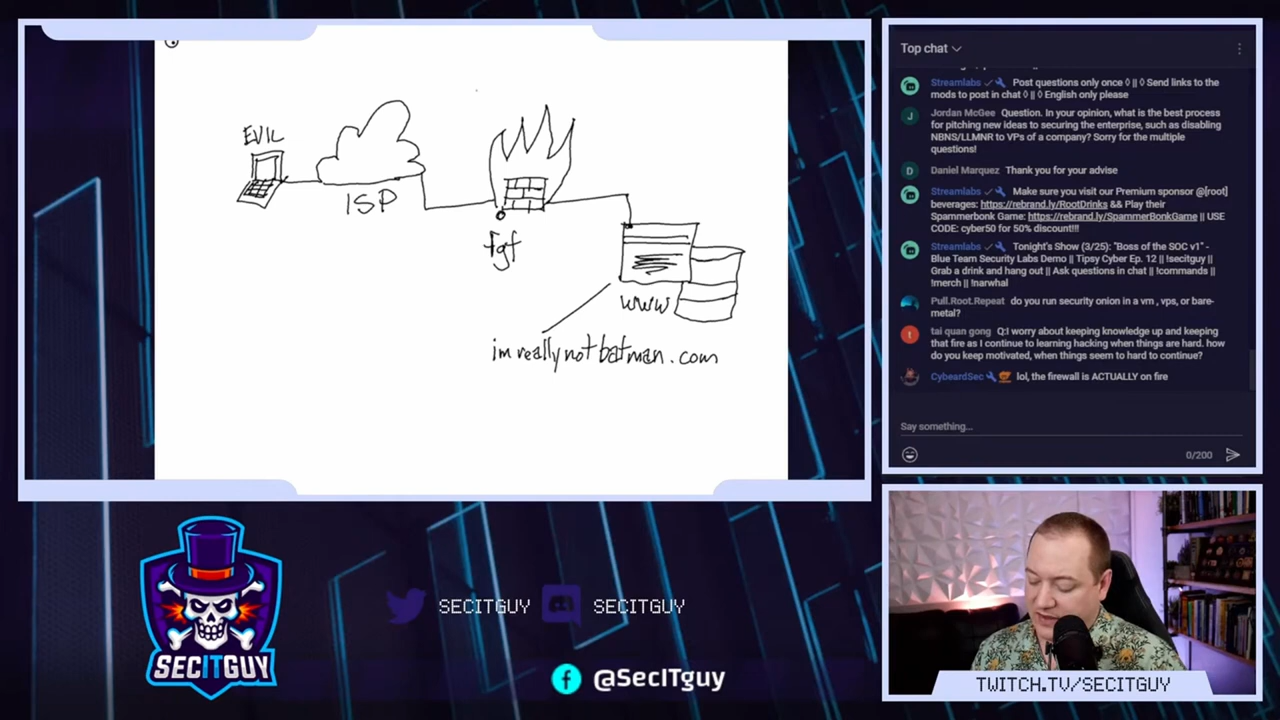 EVIL
ISP
fgf
www
imreallynotbatman.com
Top chat
Streamlabs Post questions only once ◊ || ◊ Send links to the
mods to post in chat ◊ || ◊ English only please
Jordan McGee Question. In your opinion, what is the best process
for pitching new ideas to securing the enterprise, such as disabling
NBNS/LLMNR to VPs of a company? Sorry for the multiple
questions!
Daniel Marquez Thank you for your advise
Streamlabs Make sure you visit our Premium sponsor @[root]
beverages: https://rebrand.ly/RootDrinks && Play their
Spammerbonk Game: https://rebrand.ly/SpammerBonkGame || USE
CODE: cyber50 for 50% discount!!!
Streamlabs Tonight's Show (3/25): "Boss of the SOC v1" -
Blue Team Security Labs Demo || Tipsy Cyber Ep. 12 || !secitguy ||
Grab a drink and hang out || Ask questions in chat || !commands ||
!merch || !narwhal
Pull.Root.Repeat do you run security onion in a vm , vps, or bare-
metal?
tai quan gong Q:I worry about keeping knowledge up and keeping
that fire as I continue to learning hacking when things are hard. how
do you keep motivated, when things seem to hard to continue?
CybeardSec lol, the firewall is ACTUALLY on fire
Say something...
0/200
SECITGUY
SECITGUY
SECITGUY
@SecITguy
TWITCH.TV/SECITGUY